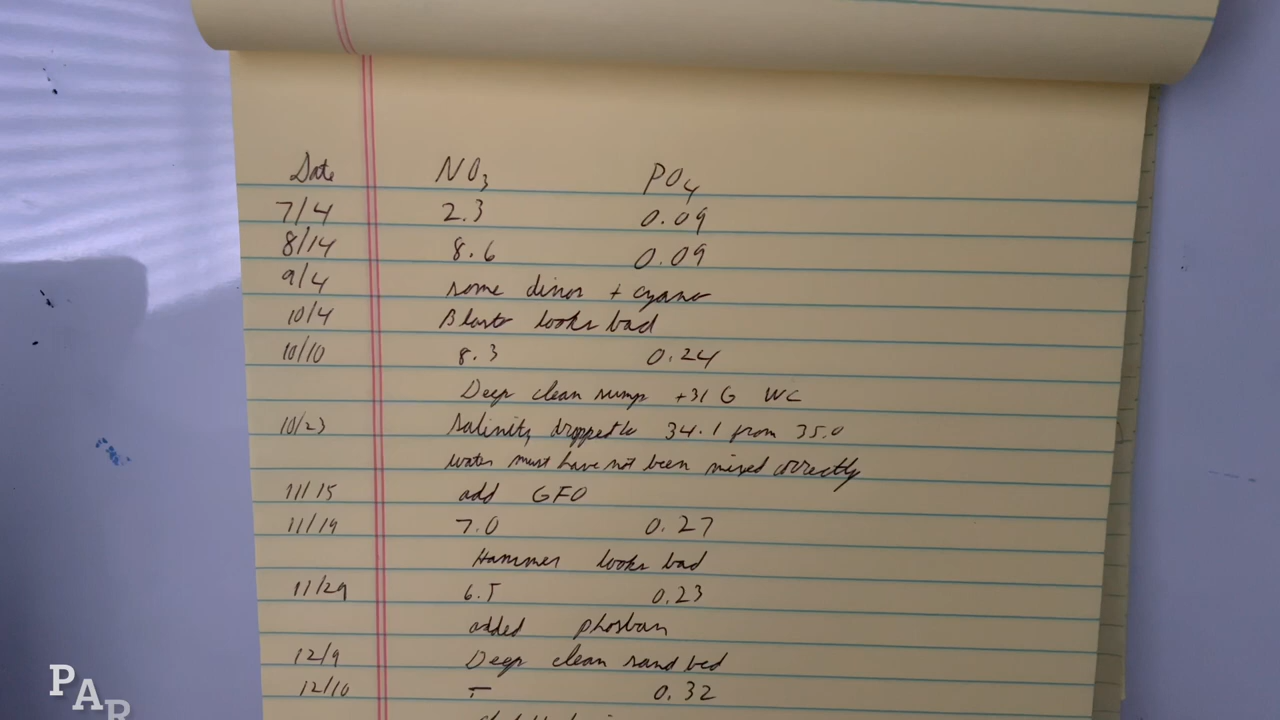 Date NO3 PO4
7/4 2.3 0.09
8/14 8.6 0.09
9/4 some dinos + cyano
10/4 Blasto looks bad
10/10 8.3 0.24
Deep clean sump +31 G WC
10/23 Salinity dropped to 34.1 from 35.0
water must have not been mixed correctly
11/15 add GFO
11/19 7.0 0.27
Hammer looks bad
11/29 6.5 0.23
added phosban
12/9 Deep clean sand bed
12/10 - 0.32
PAR